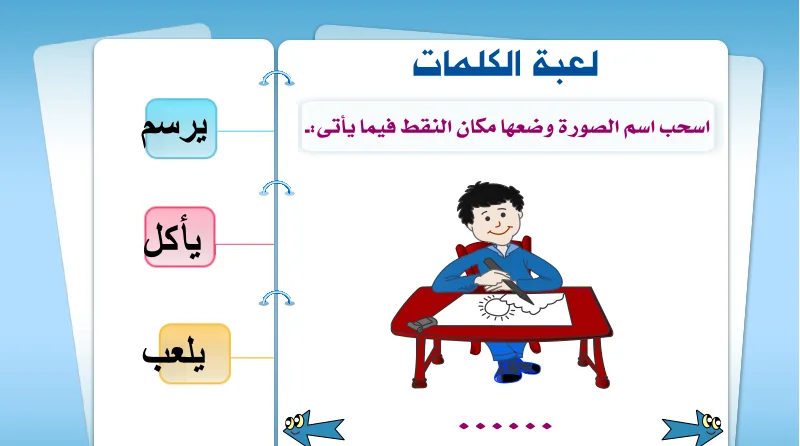 لعبة الكلمات
اسحب اسم الصورة وضعها مكان النقط فيما يأتى :ـ
يرسم
يأكل
يلعب
......